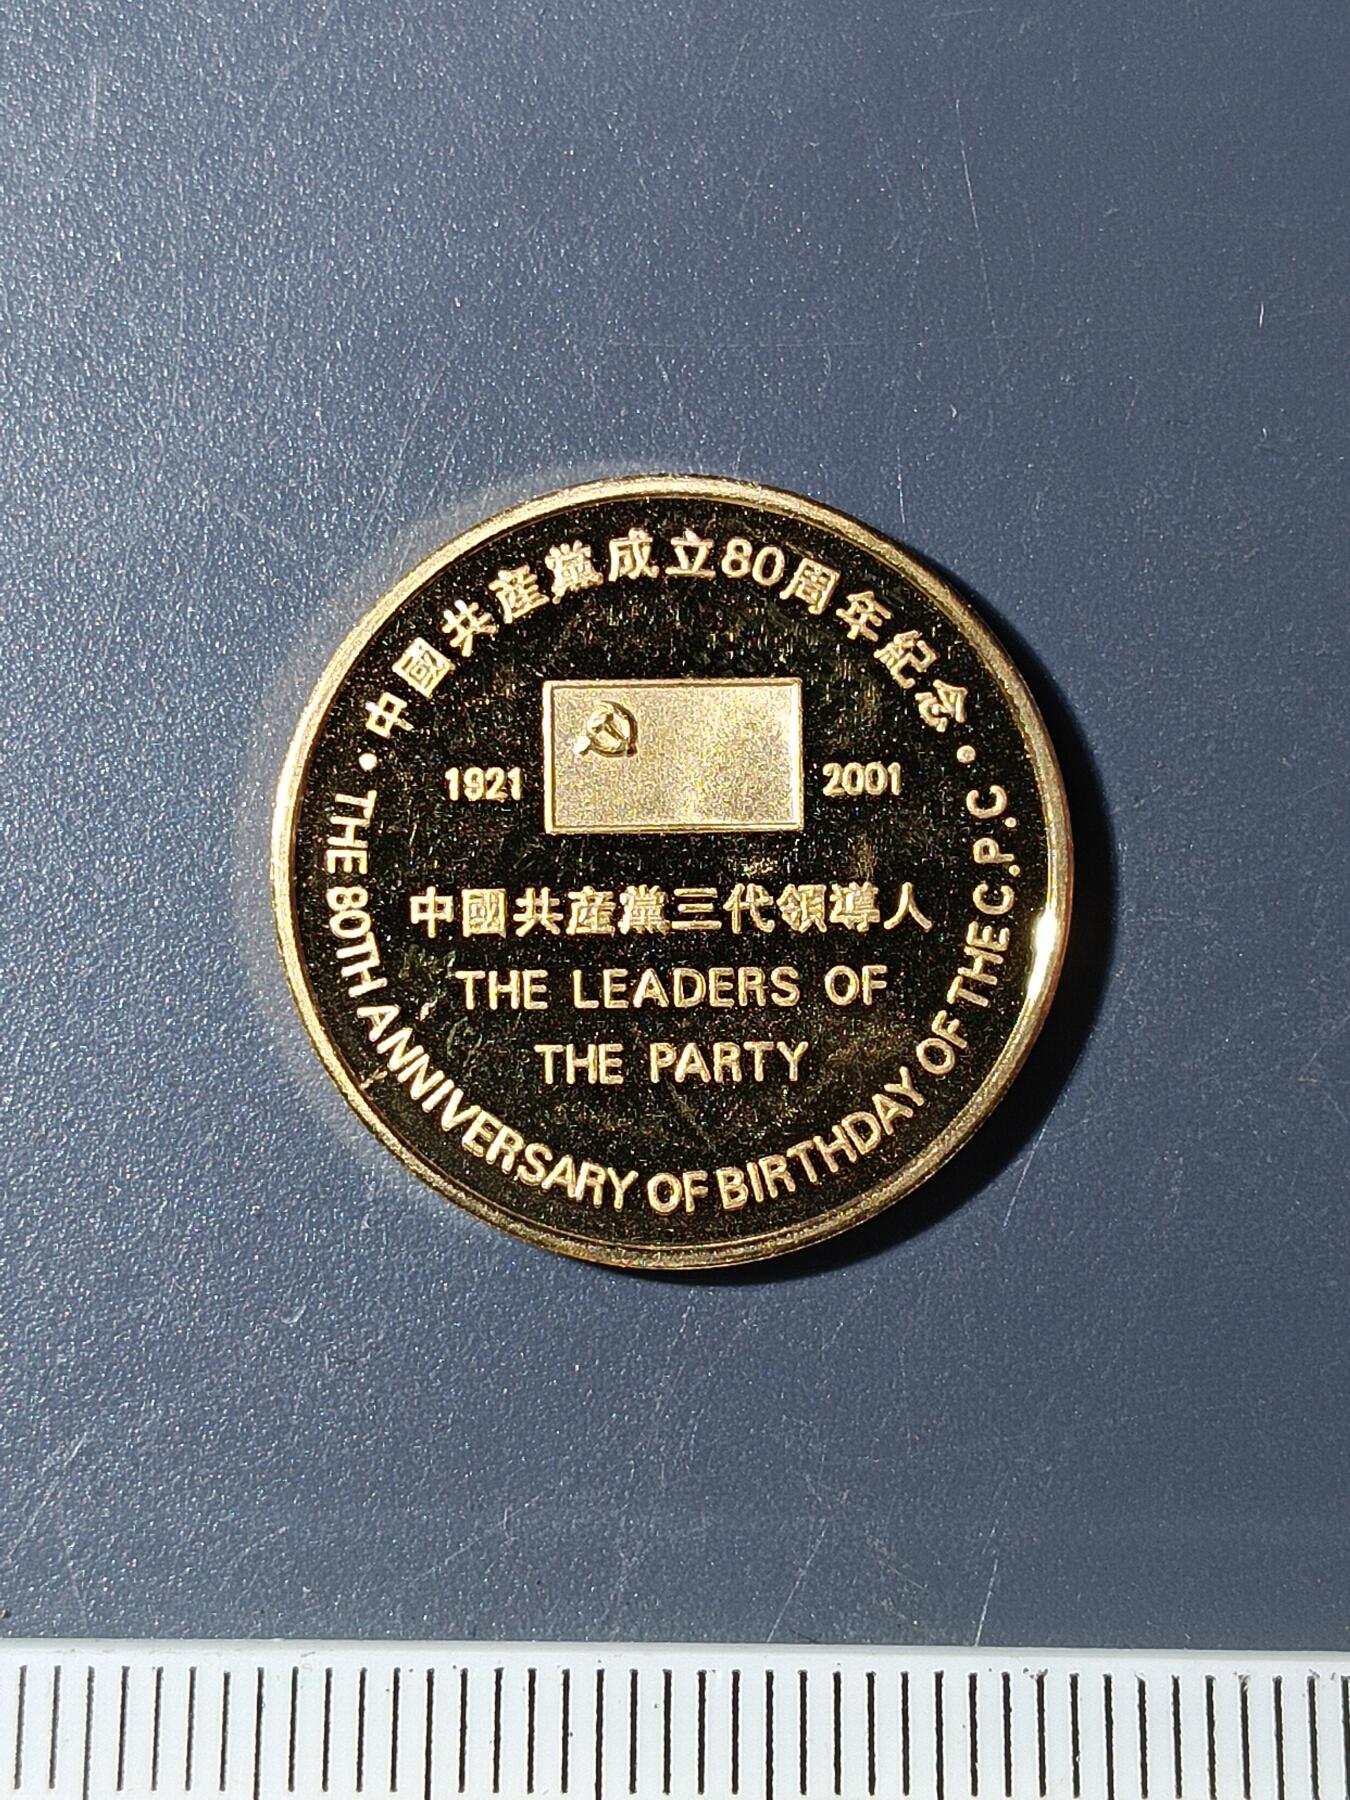 ·中國共産黨成立80周年紀念·
1921
2001
中國共産黨三代領導人
THE LEADERS OF
THE PARTY
THE 80TH ANNIVERSARY OF BIRTHDAY OF THE C.P.C.